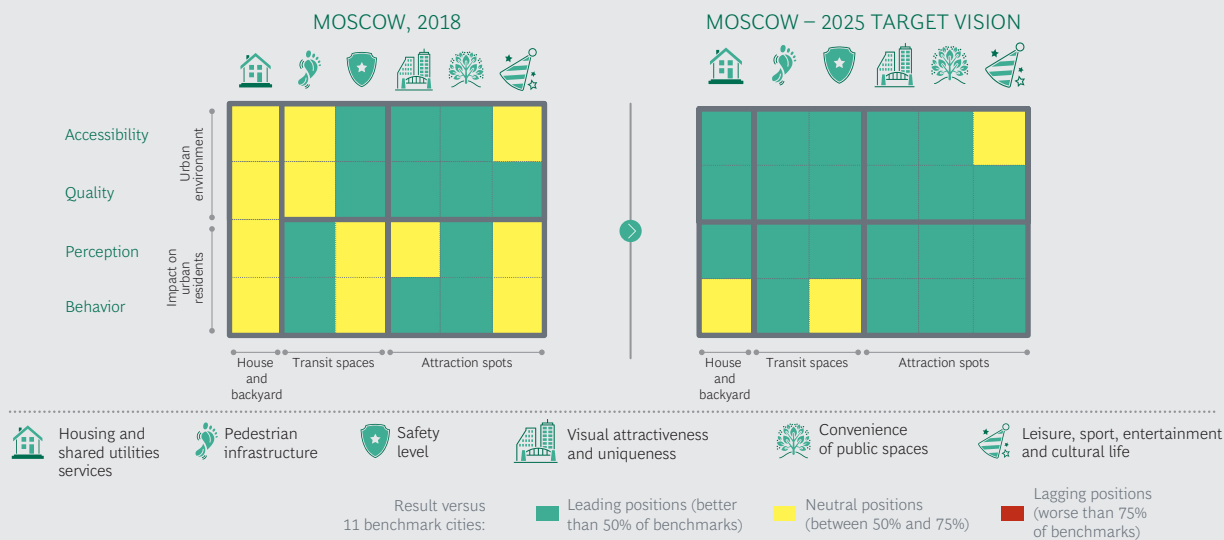 MOSCOW, 2018
MOSCOW – 2025 TARGET VISION
Accessibility
Quality
Perception
Behavior
Urban
environment
Impact on
urban
residents
House
and
backyard
Transit spaces
Attraction spots
House
and
backyard
Transit spaces
Attraction spots
Housing and
shared utilities
services
Pedestrian
infrastructure
Safety
level
Visual attractiveness
and uniqueness
Convenience
of public spaces
Leisure, sport, entertainment
and cultural life
Result versus
11 benchmark cities:
Leading positions (better
than 50% of benchmarks)
Neutral positions
(between 50% and 75%)
Lagging positions
(worse than 75%
of benchmarks)